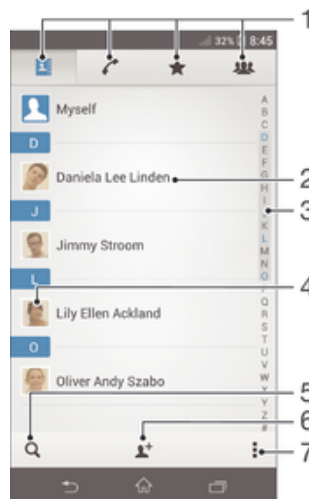 1
32% 8:45
Myself
D
Daniela Lee Linden
2
J
3
Jimmy Stroom
L
4
Lily Ellen Ackland
O
Oliver Andy Szabo
A
B
C
D
E
F
G
H
I
K
L
M
N
O
Q
R
S
T
U
V
W
X
Y
Z
#
5
6
7